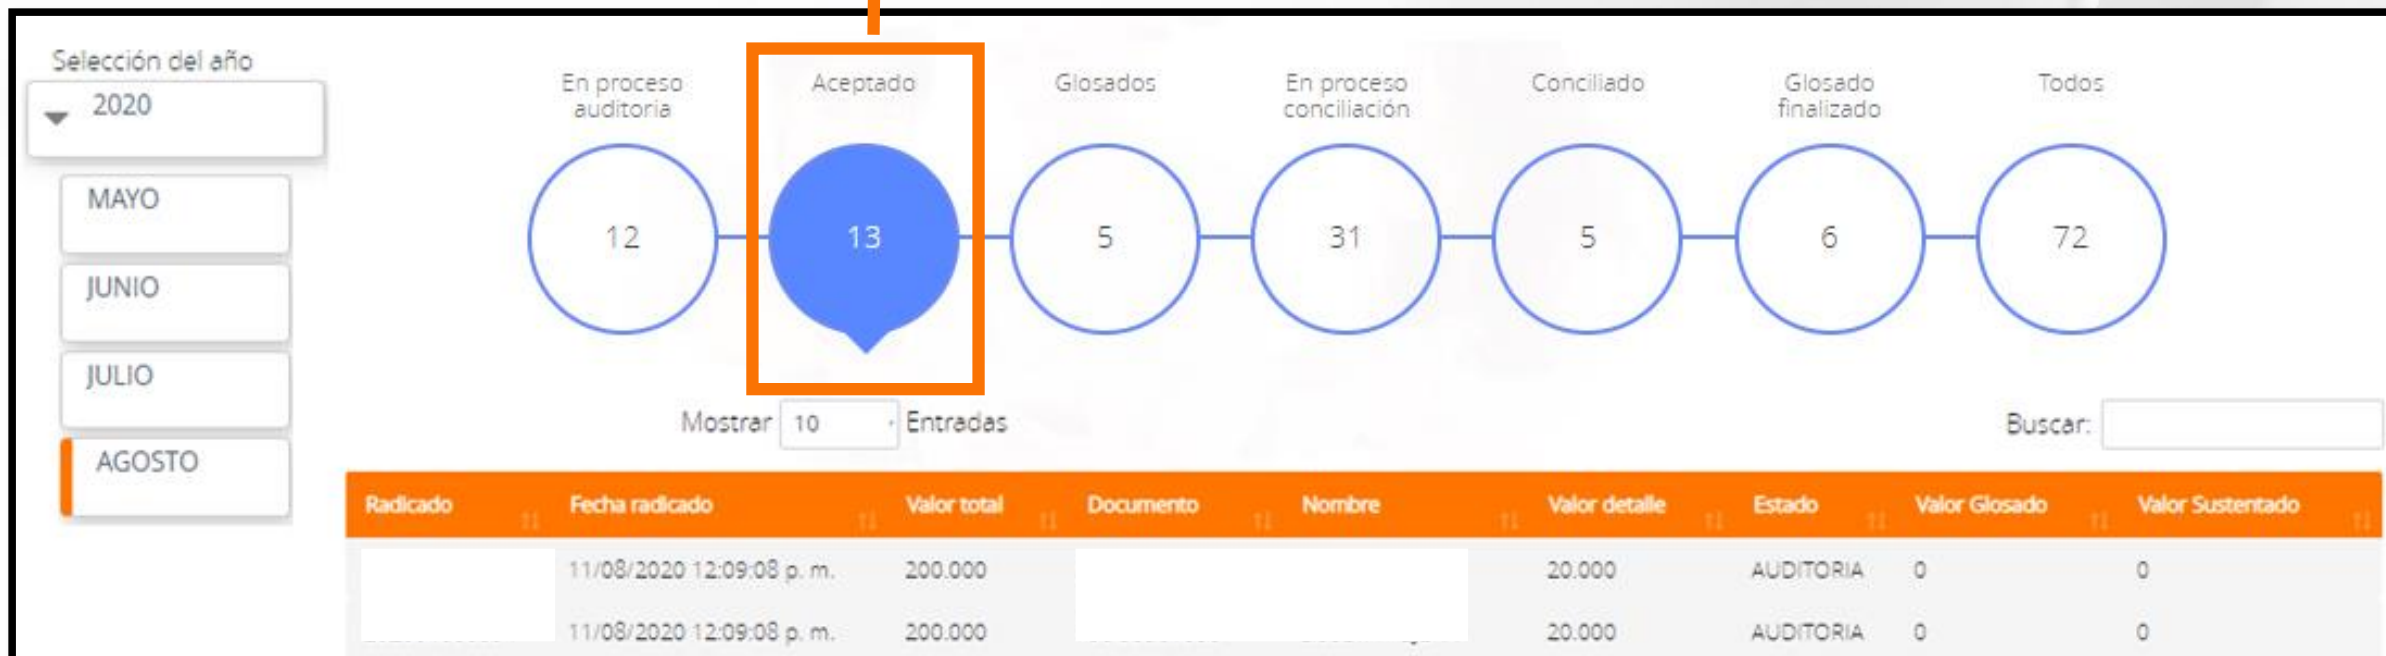 Selección del año
2020
MAYO
JUNIO
JULIO
AGOSTO
En proceso
auditoria
Aceptado
Glosados
En proceso
conciliación
Conciliado
Glosado
finalizado
Todos
12
13
5
31
5
6
72
Mostrar 10 Entradas
Buscar:
Radicado Fecha radicado Valor total Documento Nombre Valor detalle Estado Valor Glosado Valor Sustentado
11/08/2020 12:09:08 p. m. 200.000 20.000 AUDITORIA 0 0
11/08/2020 12:09:08 p. m. 200.000 20.000 AUDITORIA 0 0